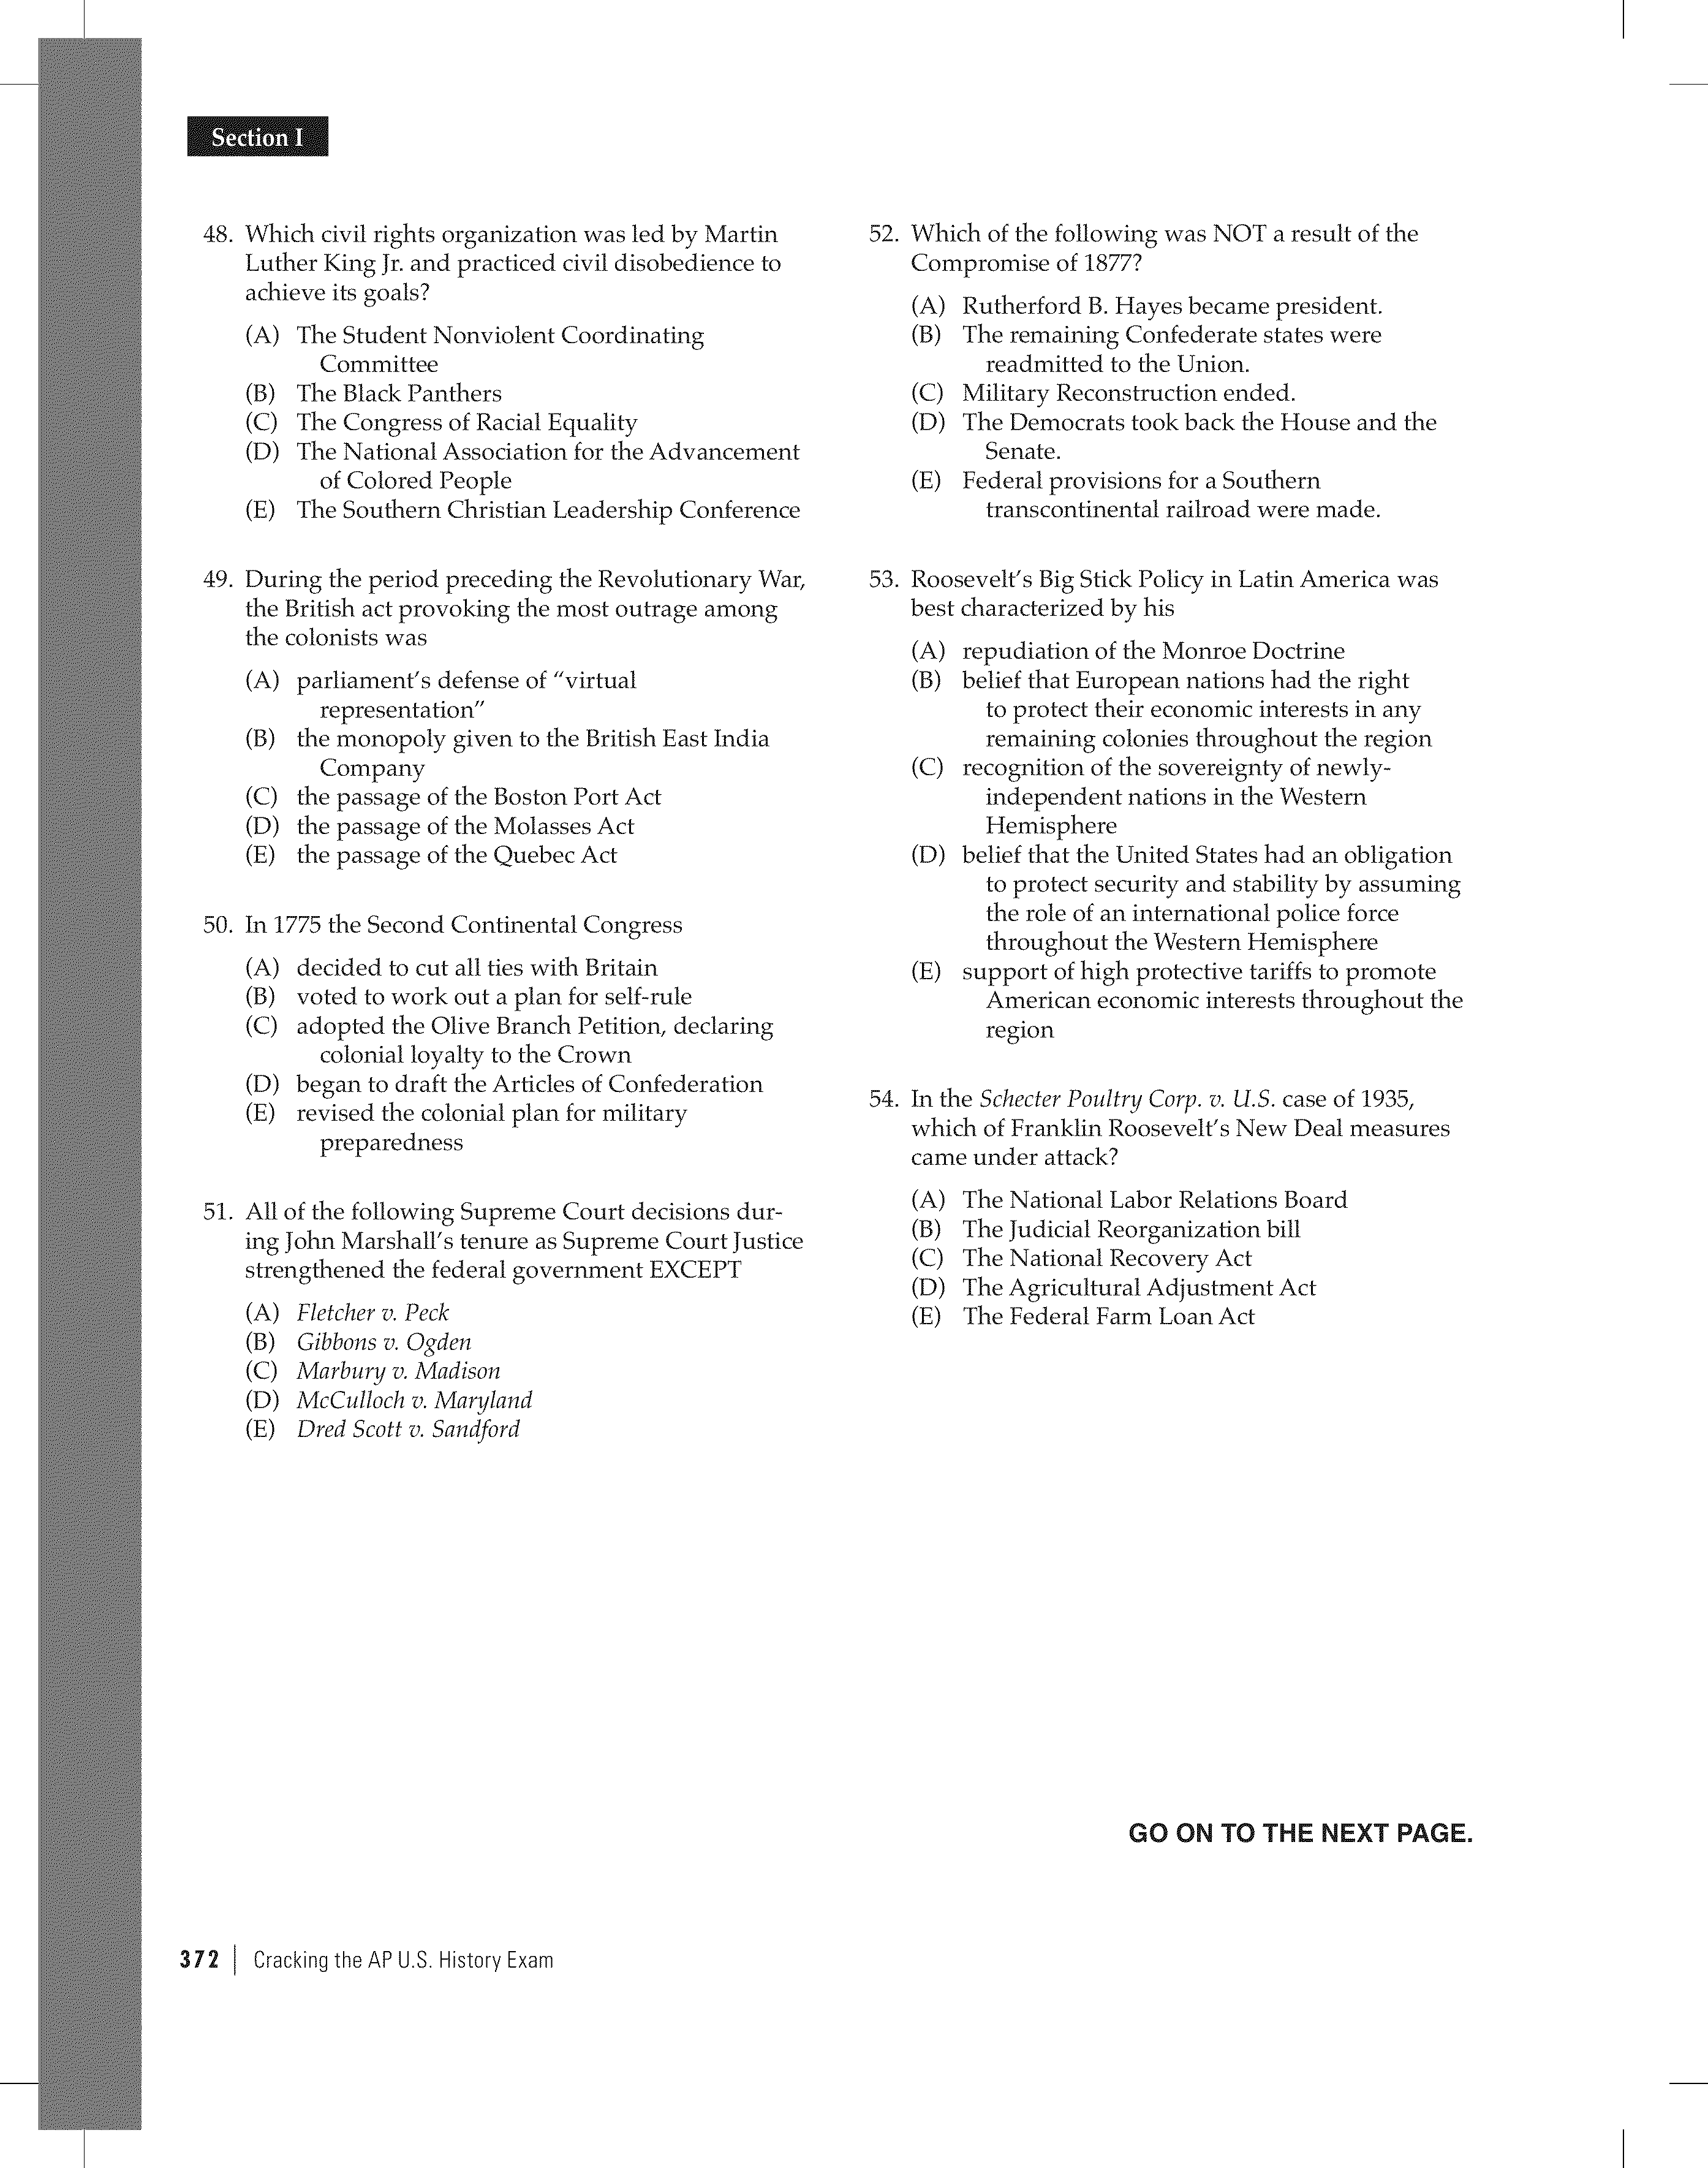 Section I
48. Which civil rights organization was led by Martin
Luther King Jr. and practiced civil disobedience to
achieve its goals?
(A) The Student Nonviolent Coordinating
Committee
(B) The Black Panthers
(C) The Congress of Racial Equality
(D) The National Association for the Advancement
of Colored People
(E) The Southern Christian Leadership Conference
49. During the period preceding the Revolutionary War,
the British act provoking the most outrage among
the colonists was
(A) parliament's defense of "virtual
representation"
(B) the monopoly given to the British East India
Company
(C) the passage of the Boston Port Act
(D) the passage of the Molasses Act
(E) the passage of the Quebec Act
50. In 1775 the Second Continental Congress
(A) decided to cut all ties with Britain
(B) voted to work out a plan for self-rule
(C) adopted the Olive Branch Petition, declaring
colonial loyalty to the Crown
(D) began to draft the Articles of Confederation
(E) revised the colonial plan for military
preparedness
51. All of the following Supreme Court decisions dur-
ing John Marshall's tenure as Supreme Court Justice
strengthened the federal government EXCEPT
(A) Fletcher v. Peck
(B) Gibbons v. Ogden
(C) Marbury v. Madison
(D) McCulloch v. Maryland
(E) Dred Scott v. Sandford
52. Which of the following was NOT a result of the
Compromise of 1877?
(A) Rutherford B. Hayes became president.
(B) The remaining Confederate states were
readmitted to the Union.
(C) Military Reconstruction ended.
(D) The Democrats took back the House and the
Senate.
(E) Federal provisions for a Southern
transcontinental railroad were made.
53. Roosevelt's Big Stick Policy in Latin America was
best characterized by his
(A) repudiation of the Monroe Doctrine
(B) belief that European nations had the right
to protect their economic interests in any
remaining colonies throughout the region
(C) recognition of the sovereignty of newly-
independent nations in the Western
Hemisphere
(D) belief that the United States had an obligation
to protect security and stability by assuming
the role of an international police force
throughout the Western Hemisphere
(E) support of high protective tariffs to promote
American economic interests throughout the
region
54. In the Schecter Poultry Corp. v. U.S. case of 1935,
which of Franklin Roosevelt's New Deal measures
came under attack?
(A) The National Labor Relations Board
(B) The Judicial Reorganization bill
(C) The National Recovery Act
(D) The Agricultural Adjustment Act
(E) The Federal Farm Loan Act
GO ON TO THE NEXT PAGE.
372 | Cracking the AP U.S. History Exam